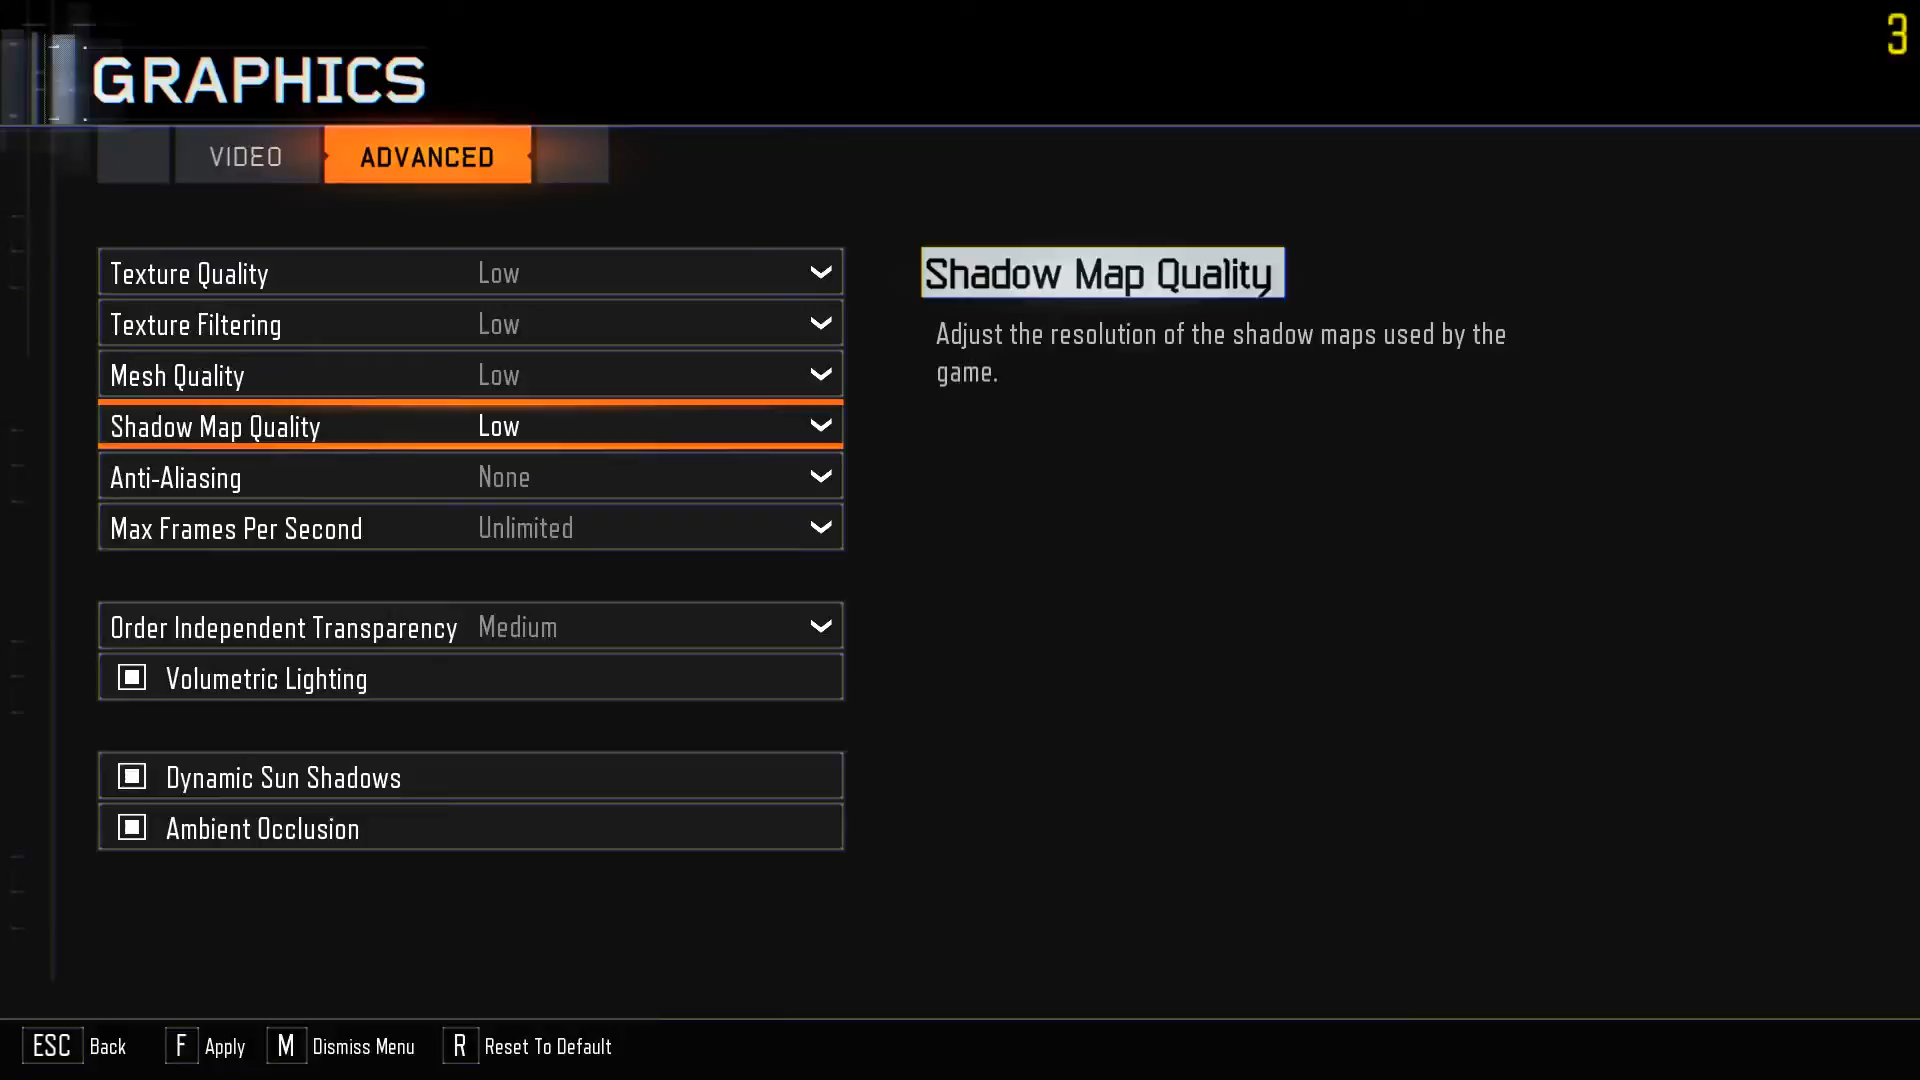 3
GRAPHICS
VIDEO
ADVANCED
Texture Quality Low
Texture Filtering Low
Mesh Quality Low
Shadow Map Quality Low
Anti-Aliasing None
Max Frames Per Second Unlimited
Order Independent Transparency Medium
Volumetric Lighting
Dynamic Sun Shadows
Ambient Occlusion
Shadow Map Quality
Adjust the resolution of the shadow maps used by the
game.
ESC Back F Apply M Dismiss Menu R Reset To Default